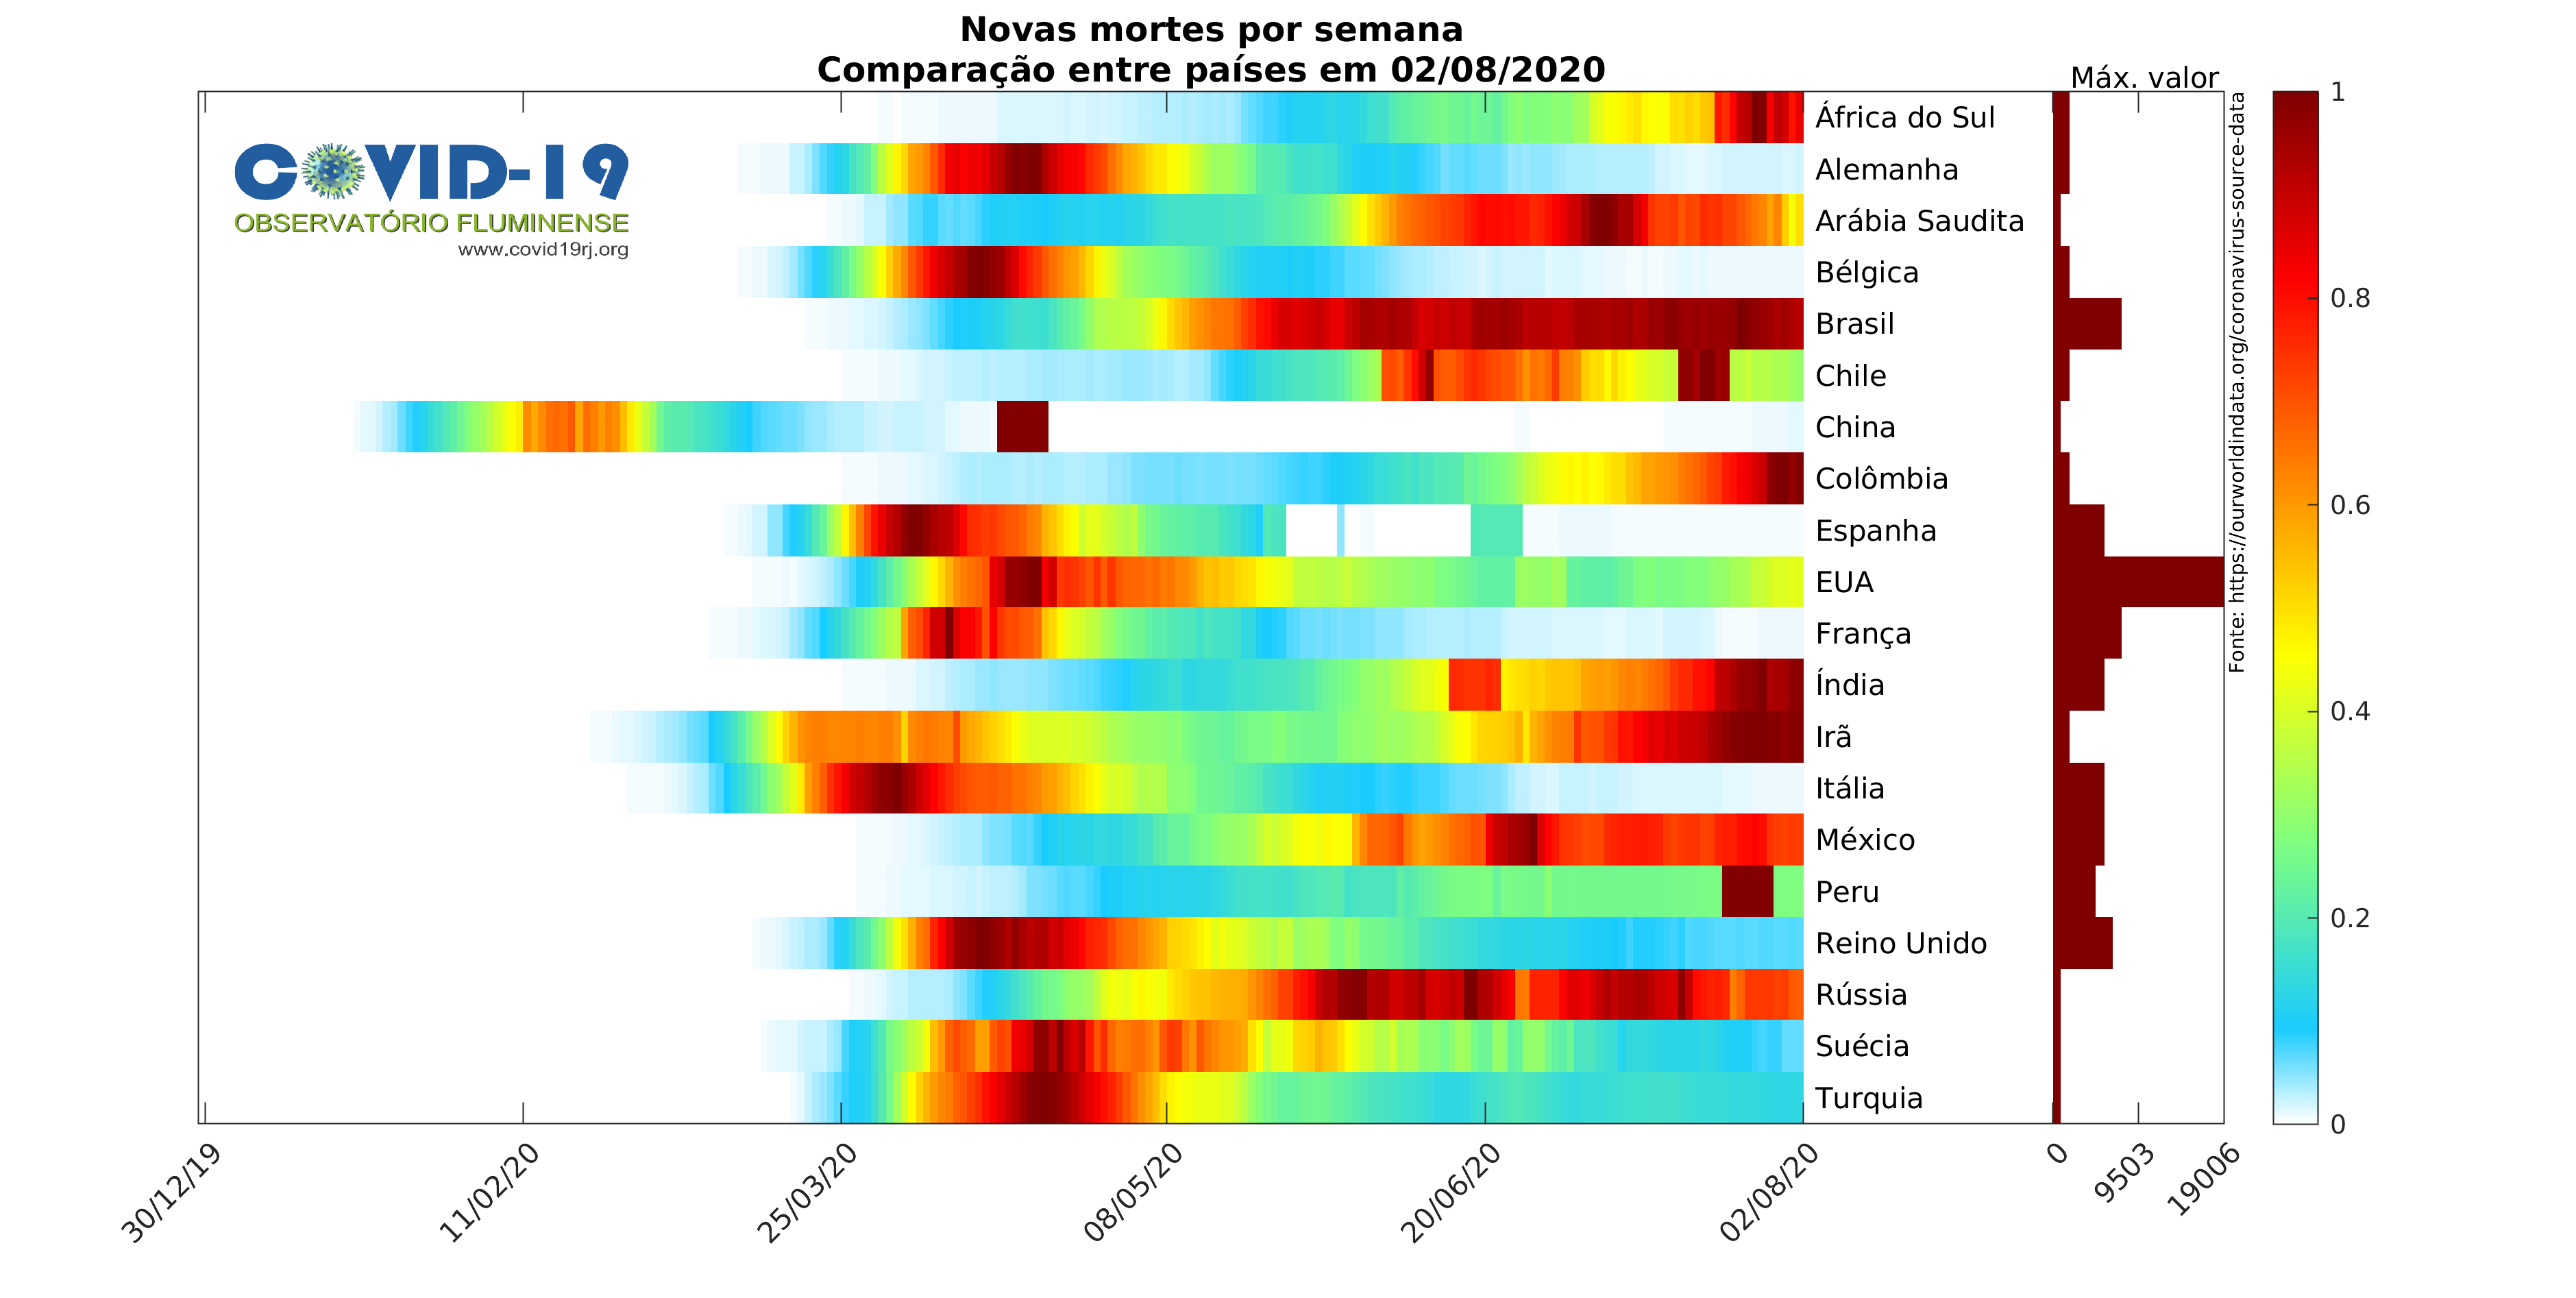 Novas mortes por semana
Comparação entre países em 02/08/2020
Máx. valor
COVID-19
OBSERVATÓRIO FLUMINENSE
www.covid19rj.org
África do Sul
Alemanha
Arábia Saudita
Bélgica
Brasil
Chile
China
Colômbia
Espanha
EUA
França
Índia
Irã
Itália
México
Peru
Reino Unido
Rússia
Suécia
Turquia
Fonte: https://ourworldindata.org/coronavirus-source-data
1
0.8
0.6
0.4
0.2
0
30/12/19
11/02/20
25/03/20
08/05/20
20/06/20
02/08/20
0
9503
19006